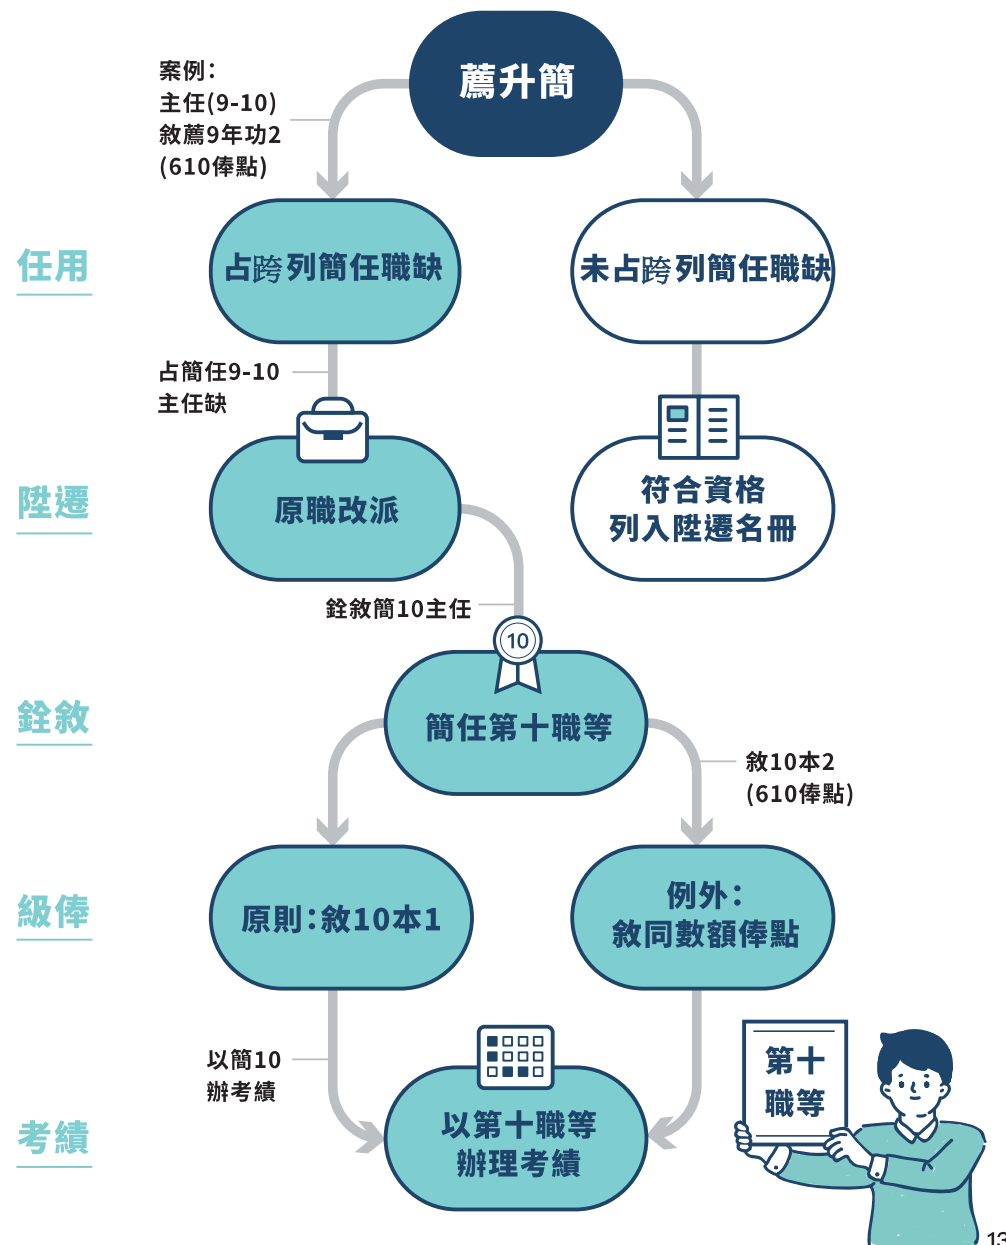 薦升簡
案例：
主任(9-10)
敘薦9年功2
(610俸點)
任用
占跨列簡任職缺
未占跨列簡任職缺
占簡任9-10
主任缺
陞遷
原職改派
符合資格
列入陞遷名冊
銓敘簡10主任
10
銓敘
簡任第十職等
敘10本2
(610俸點)
級俸
原則：敘10本1
例外：
敘同數額俸點
以簡10
辦考績
第十
職等
考績
以第十職等
辦理考績
13